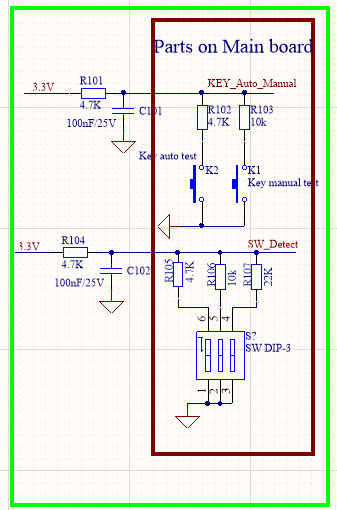 Parts on Main board
3.3V
R101
4.7K
KEY_Auto_Manual
C101
100nF/25V
R102
4.7K
R103
10k
Key auto test
K2
K1
Key manual test
3.3V
R104
4.7K
SW_Detect
C102
100nF/25V
R105
4.7K
R106
10k
R107
22K
6
5
4
S?
SW DIP-3
1
2
3